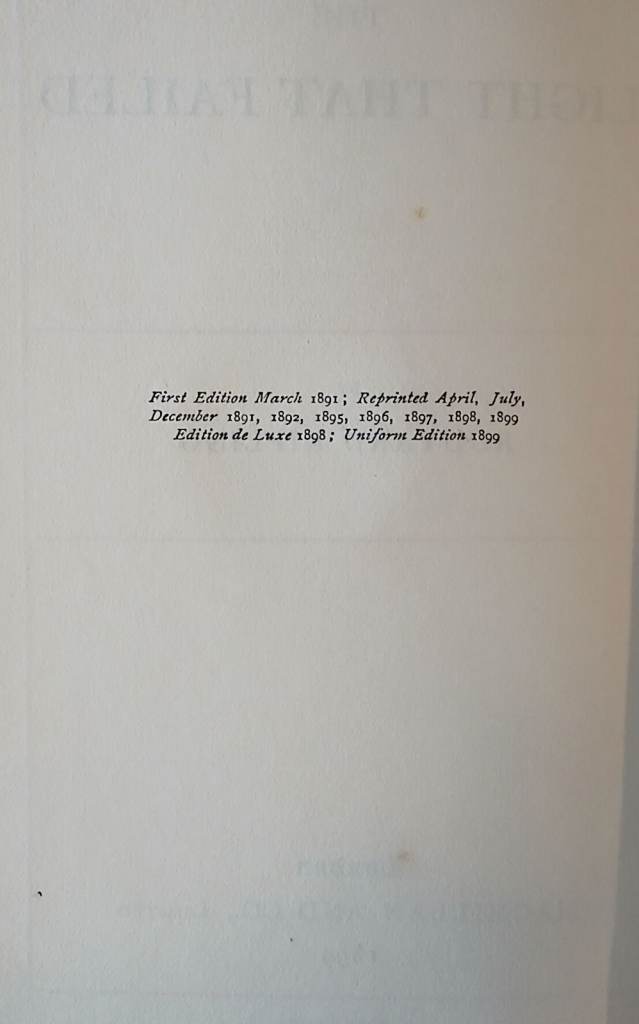 First Edition March 1891; Reprinted April, July,
December 1891, 1892, 1895, 1896, 1897, 1898, 1899
Edition de Luxe 1898; Uniform Edition 1899